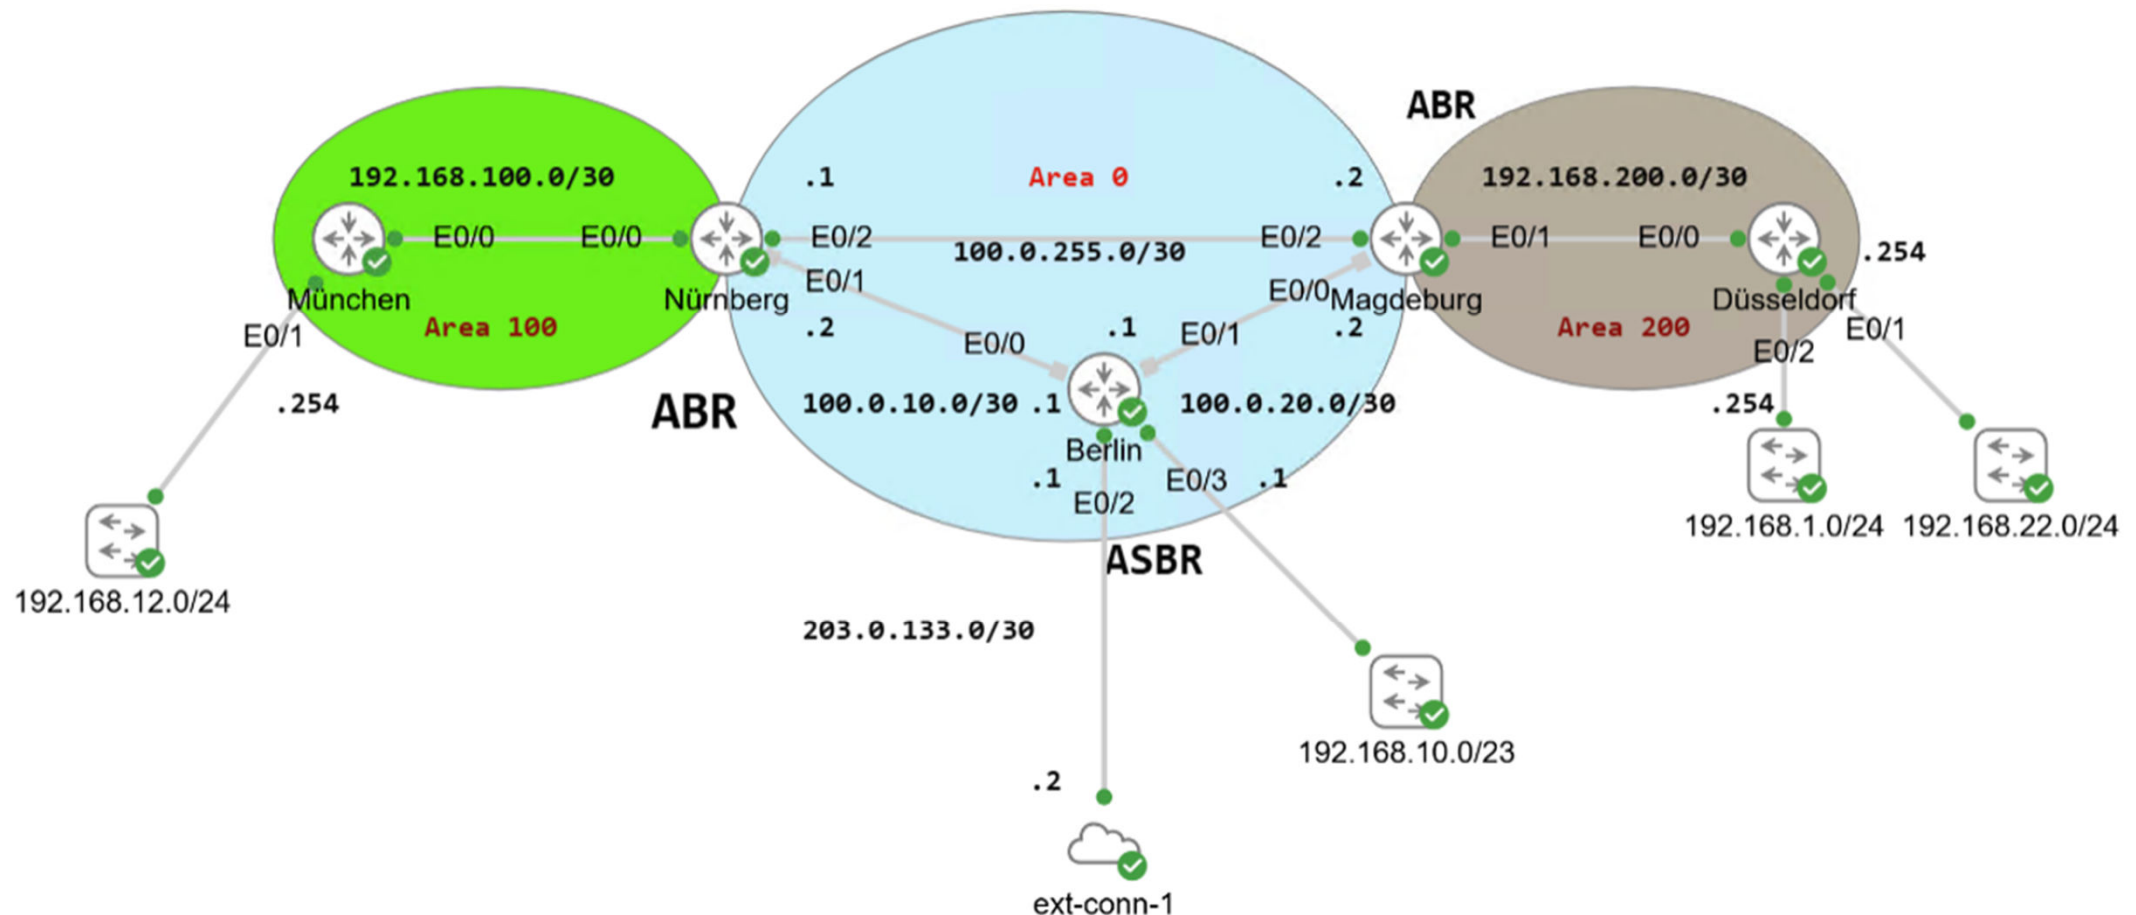 ABR
192.168.100.0/30
.1
Area 0
.2
192.168.200.0/30
E0/0
E0/0
E0/2
100.0.255.0/30
E0/2
E0/1
E0/0
.254
E0/1
E0/0
München
Nürnberg
Magdeburg
Düsseldorf
Area 100
.2
.1
E0/1
.2
Area 200
E0/1
E0/1
E0/0
E0/2
.254
ABR
100.0.10.0/30
.1
100.0.20.0/30
.254
Berlin
.1
E0/2
E0/3
.1
192.168.1.0/24
192.168.22.0/24
ASBR
192.168.12.0/24
203.0.133.0/30
192.168.10.0/23
.2
ext-conn-1